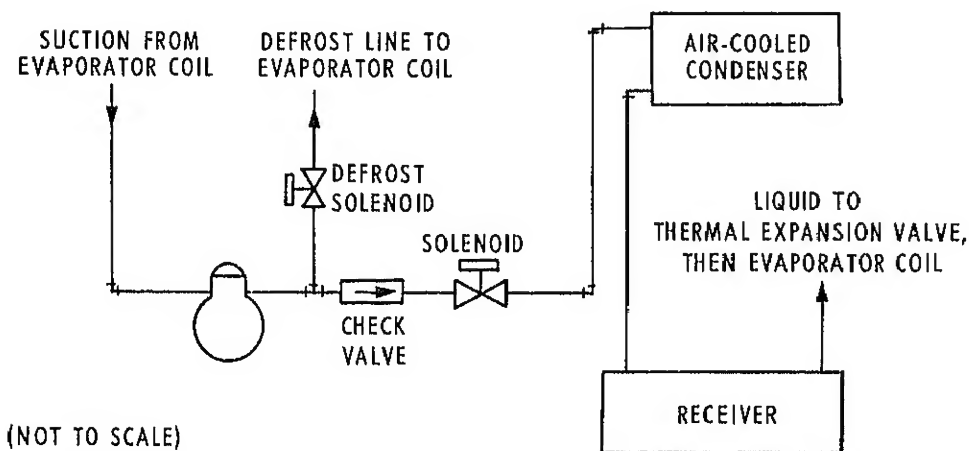 SUCTION FROM
EVAPORATOR COIL
DEFROST LINE TO
EVAPORATOR COIL
AIR-COOLED
CONDENSER
DEFROST
SOLENOID
SOLENOID
LIQUID TO
THERMAL EXPANSION VALVE,
THEN EVAPORATOR COIL
CHECK
VALVE
RECEIVER
(NOT TO SCALE)